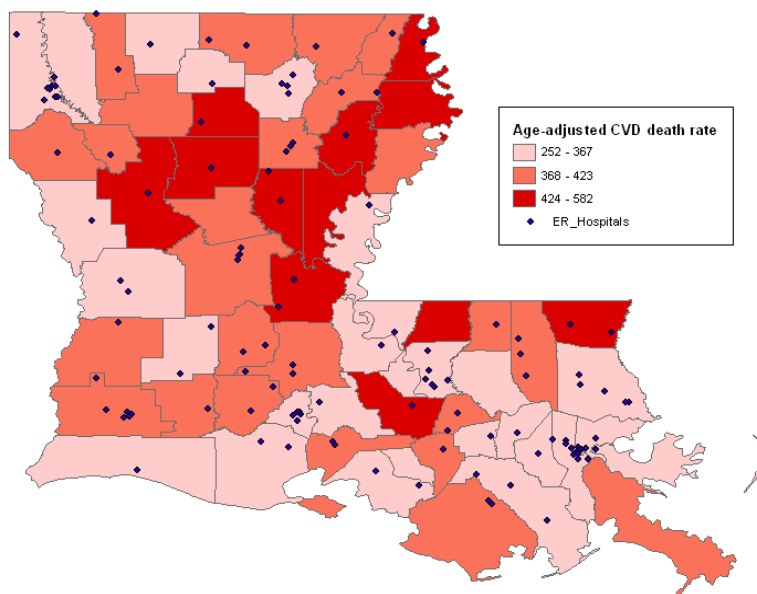 Age-adjusted CVD death rate
252 - 367
368 - 423
424 - 582
ER_Hospitals